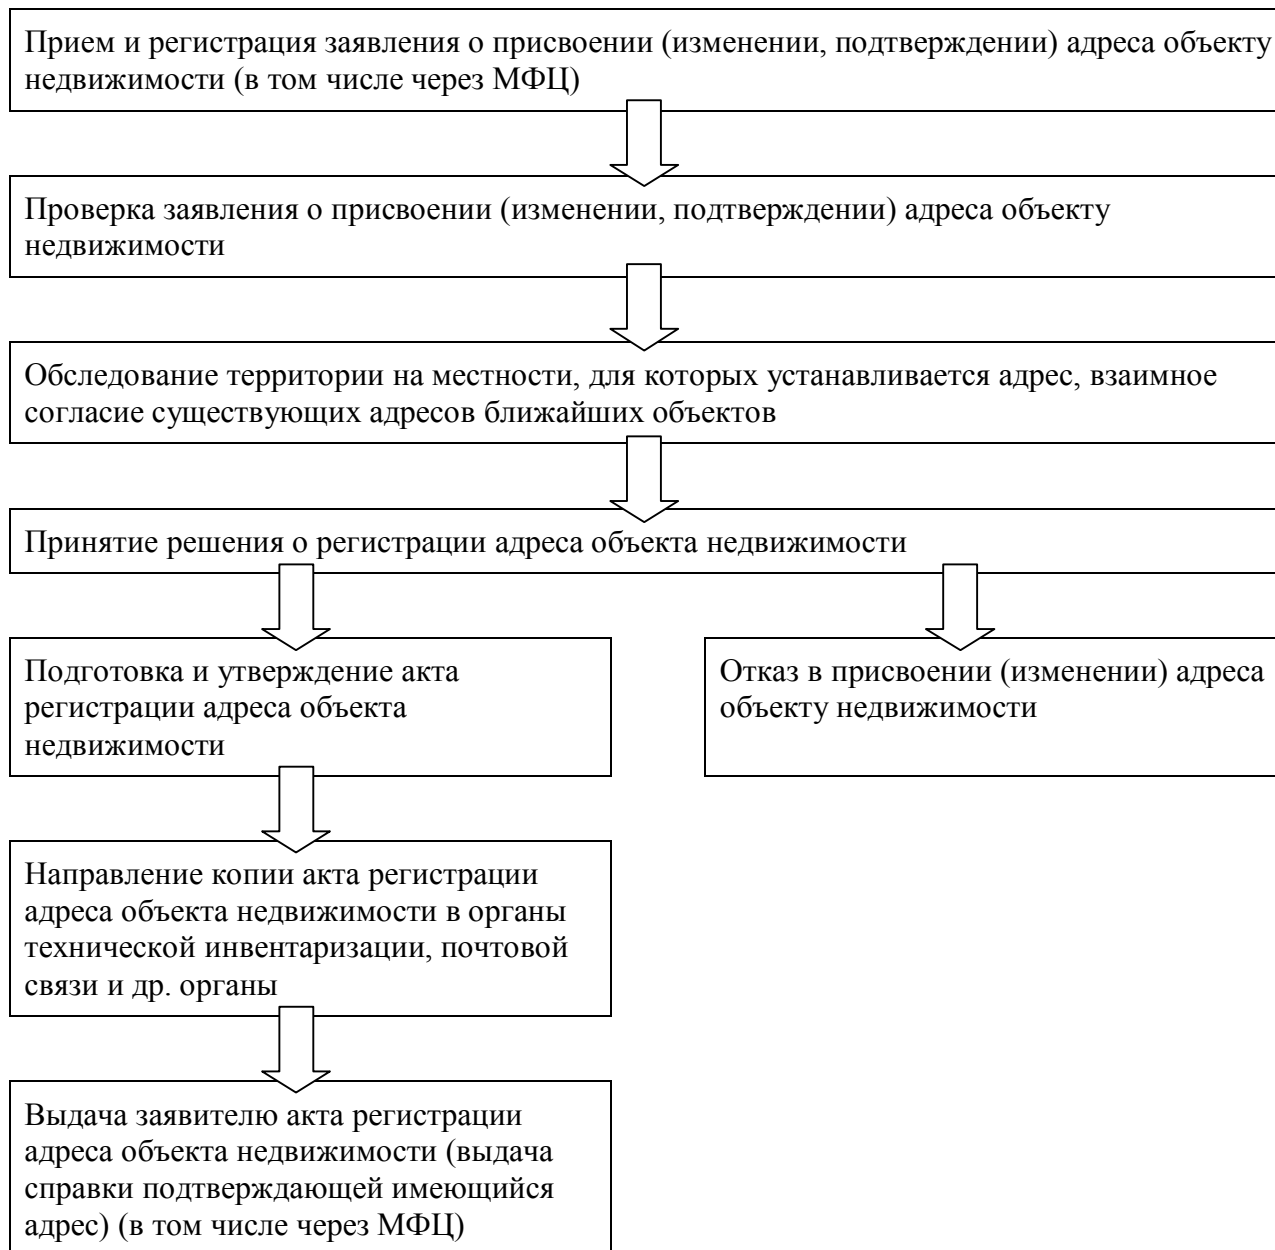 Прием и регистрация заявления о присвоении (изменении, подтверждении) адреса объекту
недвижимости (в том числе через МФЦ)
Проверка заявления о присвоении (изменении, подтверждении) адреса объекту
недвижимости
Обследование территории на местности, для которых устанавливается адрес, взаимное
согласие существующих адресов ближайших объектов
Принятие решения о регистрации адреса объекта недвижимости
Подготовка и утверждение акта
регистрации адреса объекта
недвижимости
Отказ в присвоении (изменении) адреса
объекту недвижимости
Направление копии акта регистрации
адреса объекта недвижимости в органы
технической инвентаризации, почтовой
связи и др. органы
Выдача заявителю акта регистрации
адреса объекта недвижимости (выдача
справки подтверждающей имеющийся
адрес) (в том числе через МФЦ)